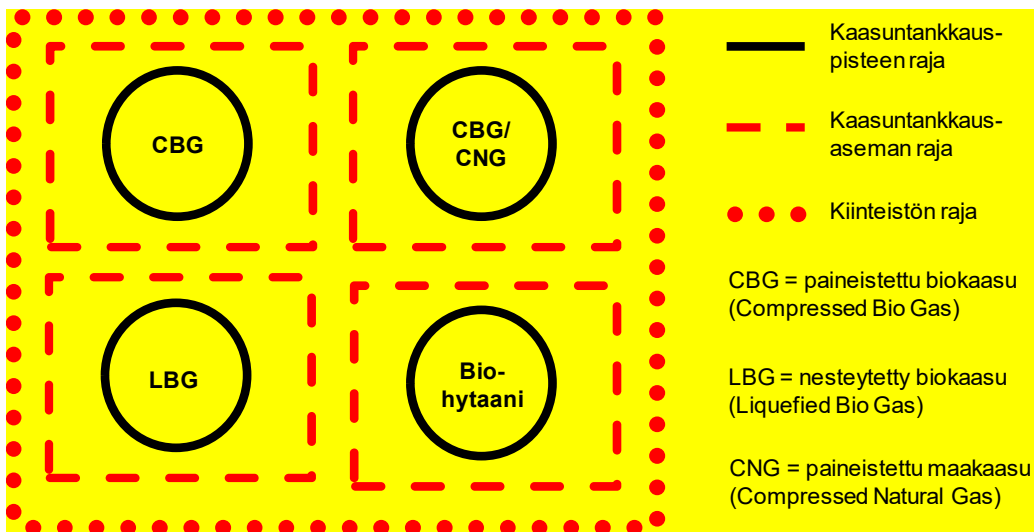 CBG
CBG/
CNG
LBG
Bio-
hytaani
Kaasuntankkaus-
pisteen raja
Kaasuntankkaus-
aseman raja
Kiinteistön raja
CBG = paineistettu biokaasu
(Compressed Bio Gas)
LBG = nesteytetty biokaasu
(Liquefied Bio Gas)
CNG = paineistettu maakaasu
(Compressed Natural Gas)